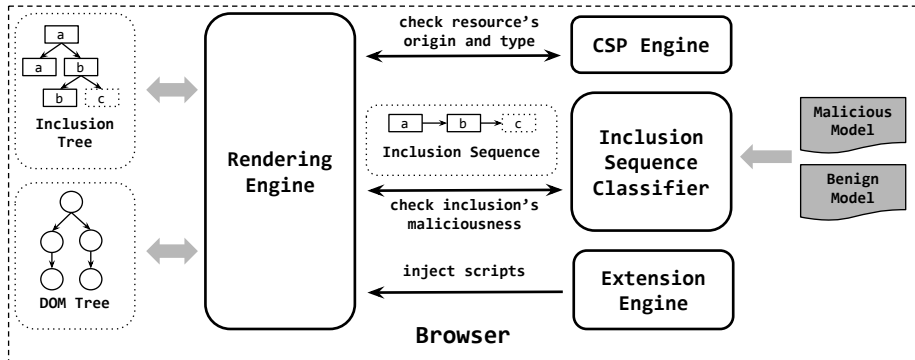 a
a
b
b
c
Inclusion
Tree
DOM Tree
Rendering
Engine
check resource's
origin and type
a
b
c
Inclusion Sequence
check inclusion's
maliciousness
inject scripts
CSP Engine
Inclusion
Sequence
Classifier
Extension
Engine
Malicious
Model
Benign
Model
Browser